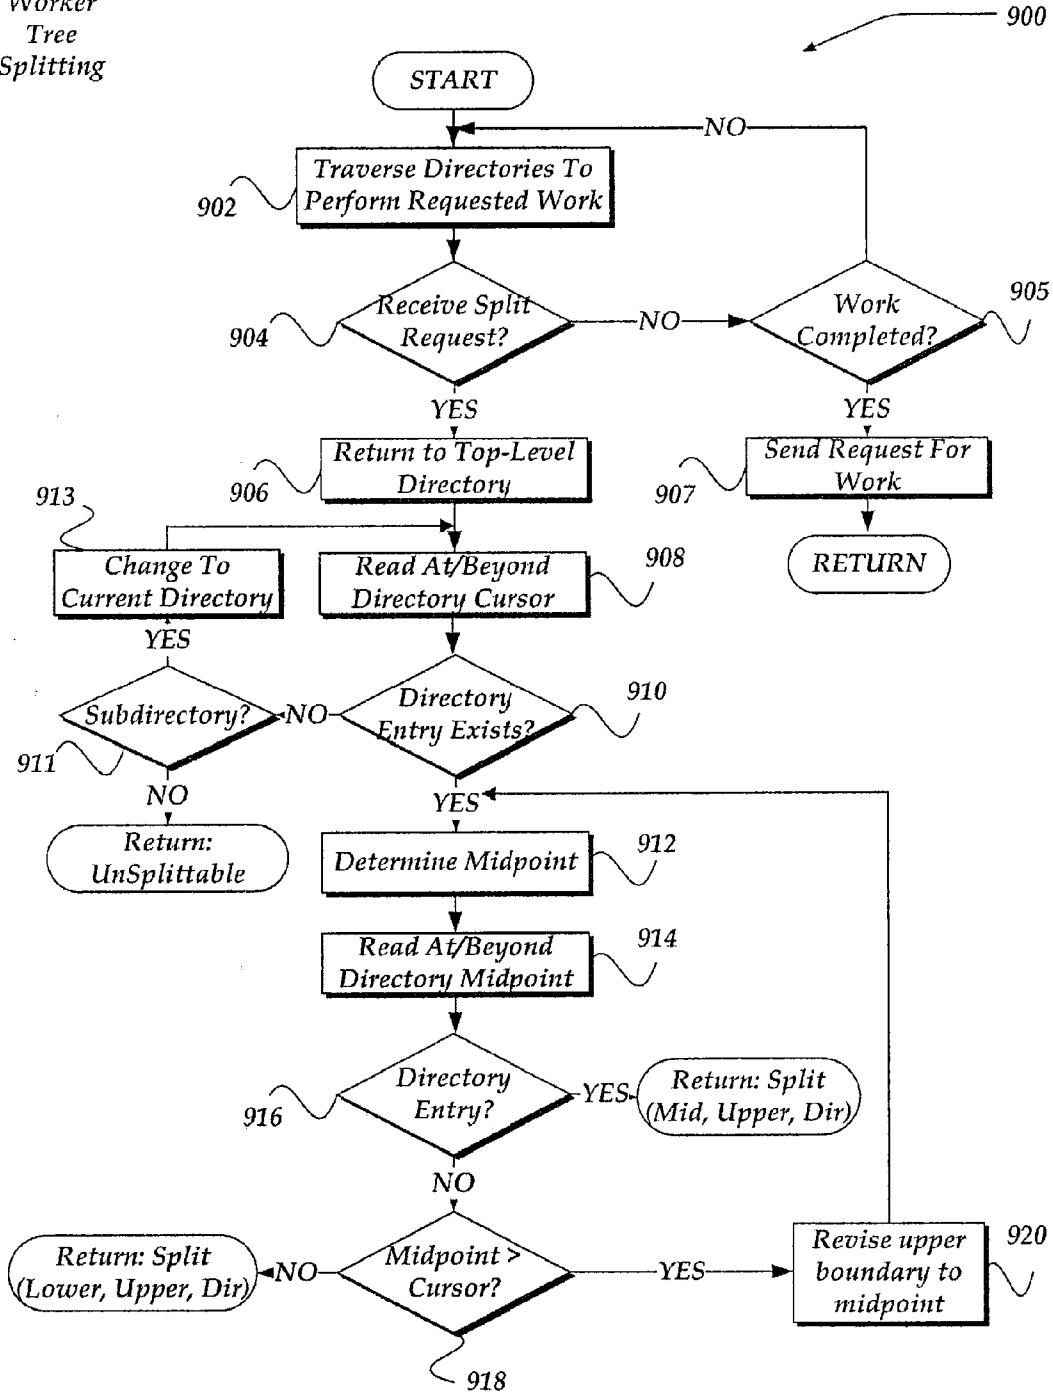 Worker
Tree
Splitting
900
START
NO
Traverse Directories To
Perform Requested Work
902
Receive Split
Request?
904
NO
Work
Completed?
905
YES
YES
Return to Top-Level
Directory
906
Send Request For
Work
907
913
Change To
Current Directory
Read At/Beyond
Directory Cursor
908
RETURN
YES
Subdirectory?
911
NO
Directory
Entry Exists?
910
NO
YES
Return:
UnSplittable
Determine Midpoint
912
Read At/Beyond
Directory Midpoint
914
Directory
Entry?
916
YES
Return: Split
(Mid, Upper, Dir)
NO
Return: Split
(Lower, Upper, Dir)
NO
Midpoint >
Cursor?
YES
Revise upper
boundary to
midpoint
920
918